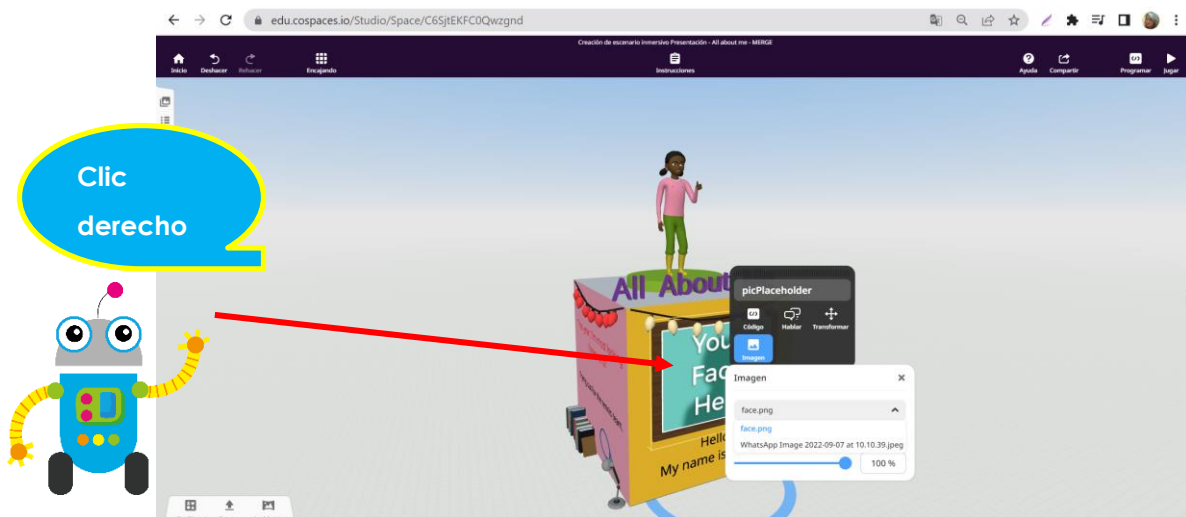 edu.cospaces.io/Studio/Space/C6SjtEKFC0Qwzgnd
Creación de escenario Inmersivo Presentación - All about me - MERGE
Inicio
Deshacer
Rehacer
Encajando
Instrucciones
Ayuda
Compartir
Programar
Jugar
Clic
derecho
All About
You
Fac
He
Hell
My name is
picPlaceholder
Código
Hablar
Transformar
Imagen
Imagen
face.png
face.png
WhatsApp Image 2022-09-07 at 10.10.39.jpeg
100 %